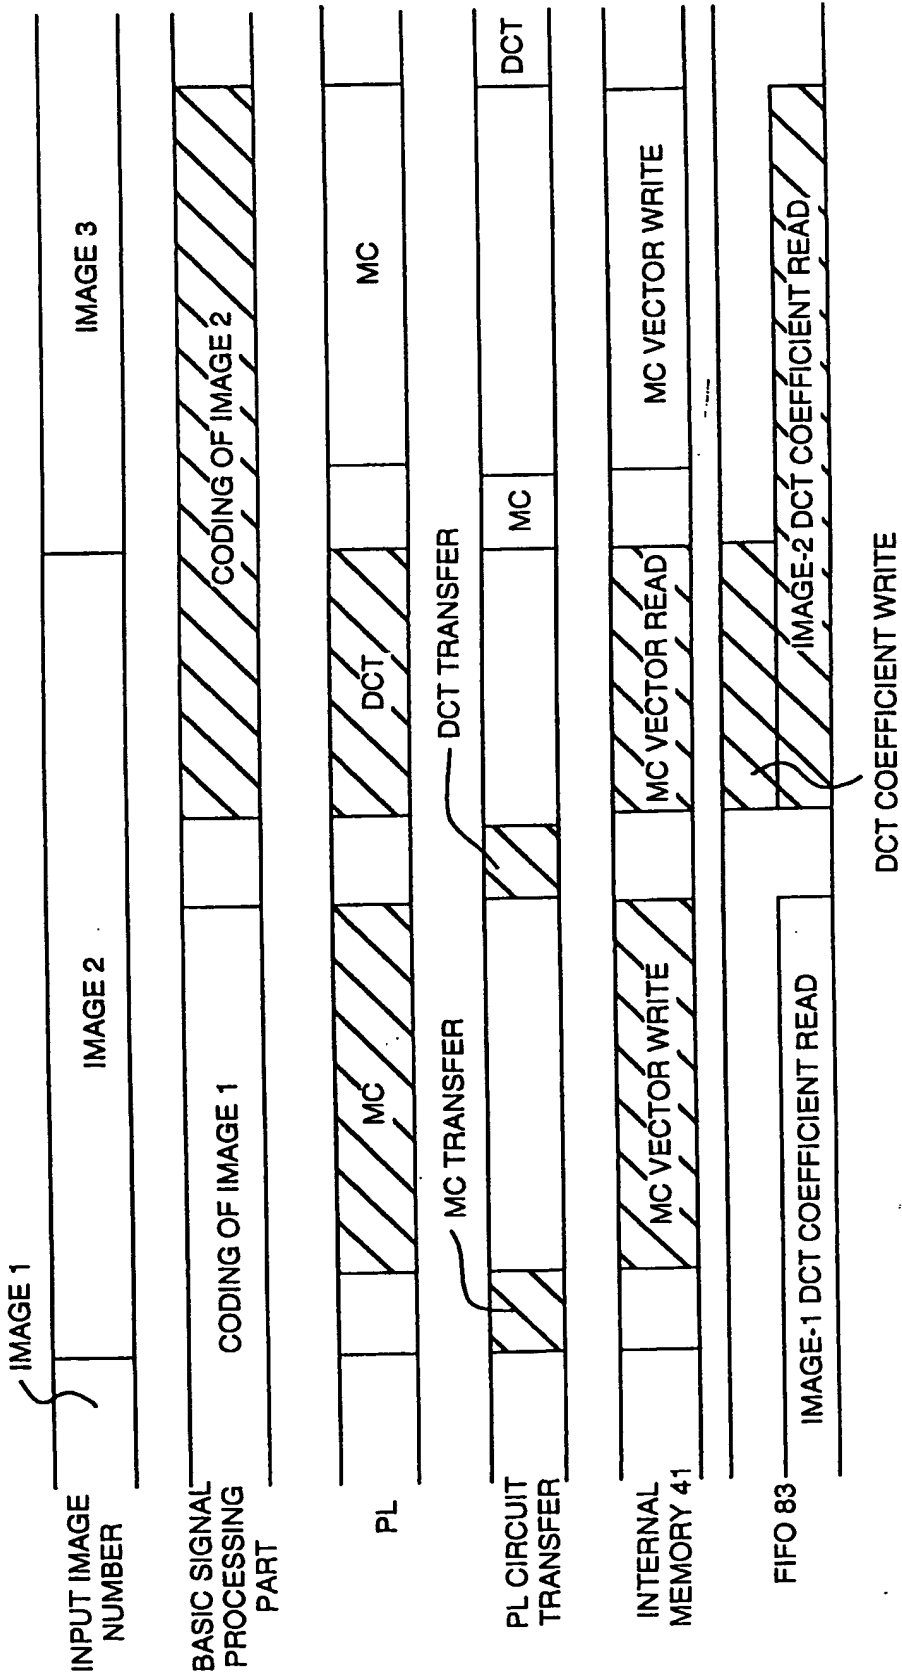 IMAGE 1
INPUT IMAGE
NUMBER
IMAGE 2
IMAGE 3
BASIC SIGNAL
PROCESSING
PART
CODING OF IMAGE 1
CODING OF IMAGE 2
PL
MC
DCT
MC
MC TRANSFER
DCT TRANSFER
PL CIRCUIT
TRANSFER
MC
DCT
INTERNAL
MEMORY 41
MC VECTOR WRITE
MC VECTOR READ
MC VECTOR WRITE
FIFO 83
IMAGE-1 DCT COEFFICIENT READ
IMAGE-2 DCT COEFFICIENT READ
DCT COEFFICIENT WRITE